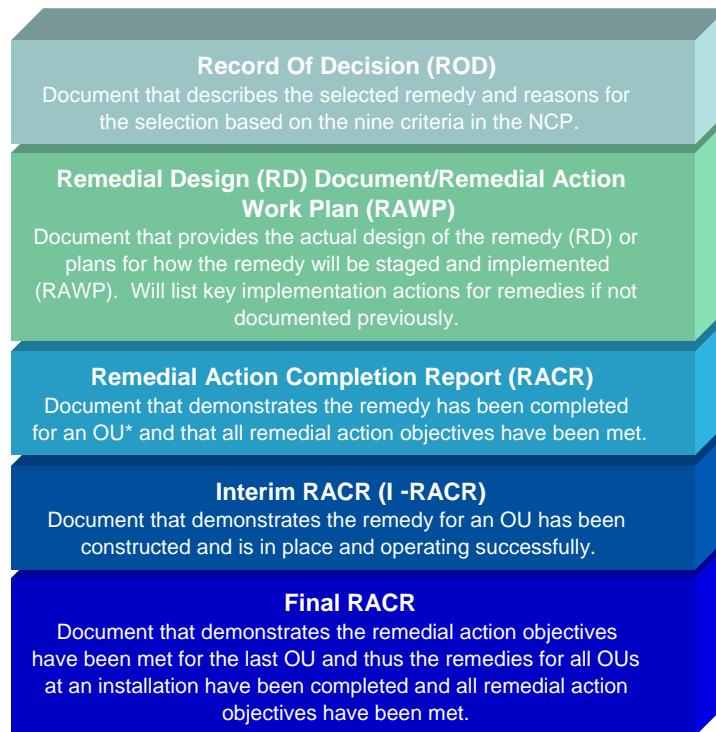 Record Of Decision (ROD)
Document that describes the selected remedy and reasons for
the selection based on the nine criteria in the NCP.
Remedial Design (RD) Document/Remedial Action
Work Plan (RAWP)
Document that provides the actual design of the remedy (RD) or
plans for how the remedy will be staged and implemented
(RAWP).  Will list key implementation actions for remedies if not
documented previously.
Remedial Action Completion Report (RACR)
Document that demonstrates the remedy has been completed
for an OU* and that all remedial action objectives have been met.
Interim RACR (I -RACR)
Document that demonstrates the remedy for an OU has been
constructed and is in place and operating successfully.
Final RACR
Document that demonstrates the remedial action objectives
have been met for the last OU and thus the remedies for all OUs
at an installation have been completed and all remedial action
objectives have been met.